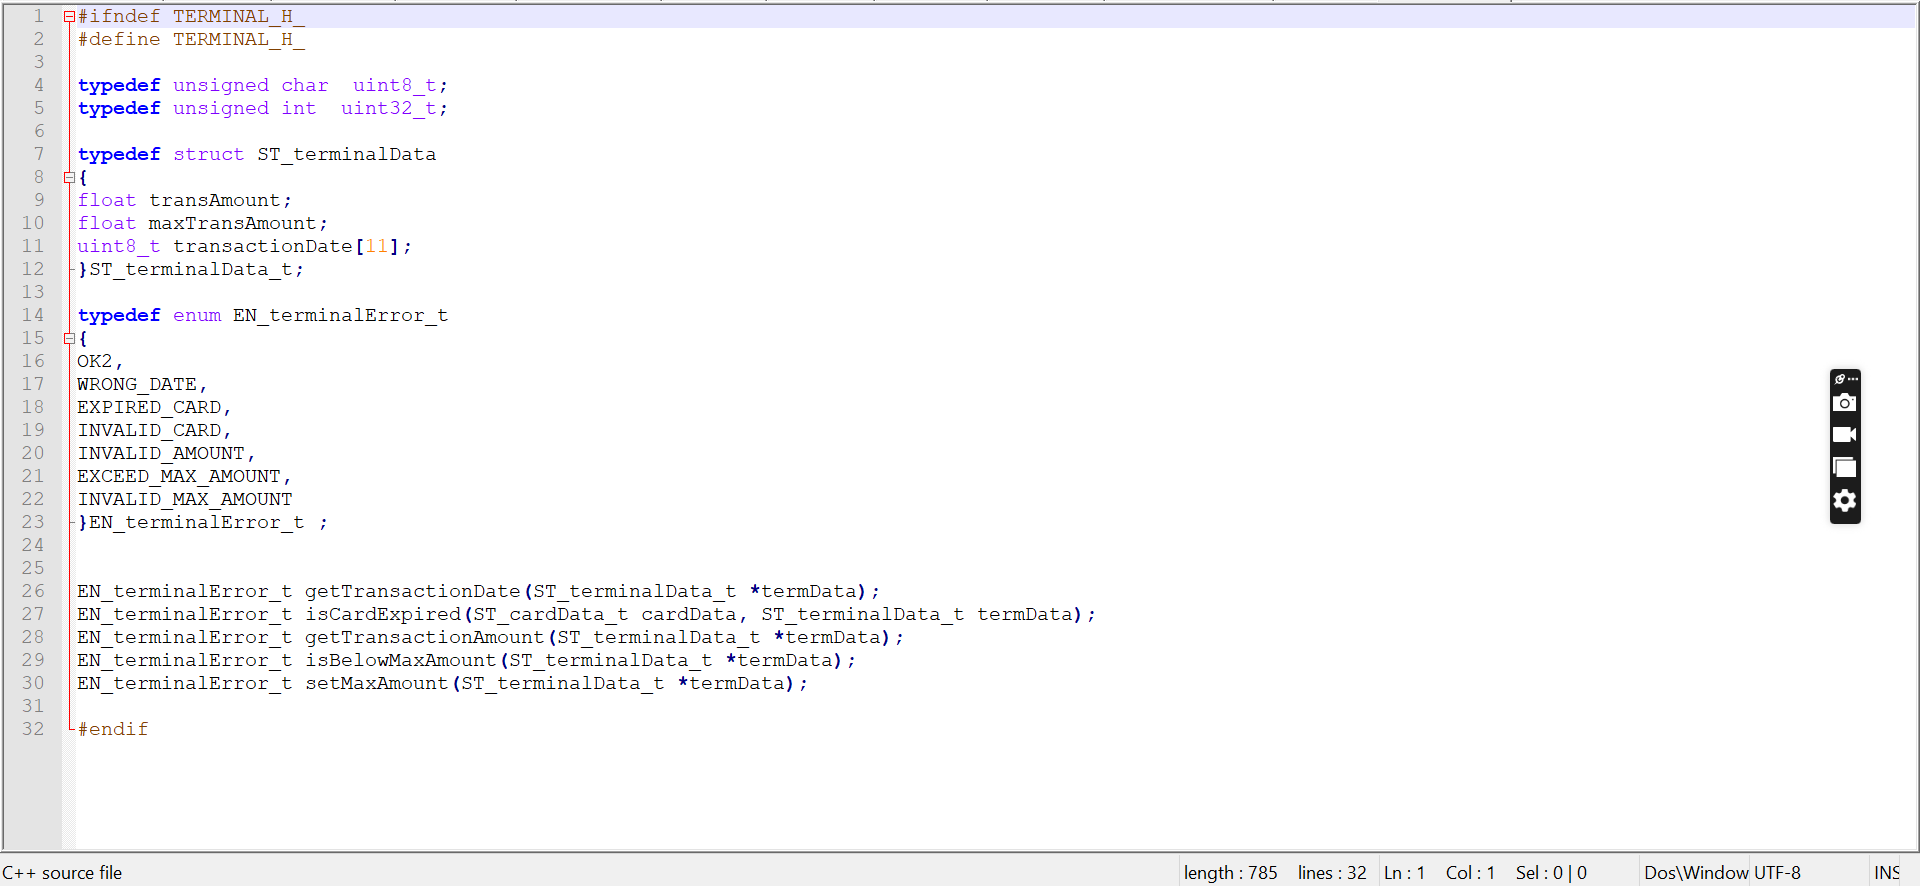 1 #ifndef TERMINAL_H_
2 #define TERMINAL_H_
3
4 typedef unsigned char  uint8_t;
5 typedef unsigned int  uint32_t;
6
7 typedef struct ST_terminalData
8 {
9 float transAmount;
10 float maxTransAmount;
11 uint8_t transactionDate[11];
12 }ST_terminalData_t;
13
14 typedef enum EN_terminalError_t
15 {
16 OK2,
17 WRONG_DATE,
18 EXPIRED_CARD,
19 INVALID_CARD,
20 INVALID_AMOUNT,
21 EXCEED_MAX_AMOUNT,
22 INVALID_MAX_AMOUNT
23 }EN_terminalError_t ;
24
25
26 EN_terminalError_t getTransactionDate(ST_terminalData_t *termData);
27 EN_terminalError_t isCardExpired(ST_cardData_t cardData, ST_terminalData_t termData);
28 EN_terminalError_t getTransactionAmount(ST_terminalData_t *termData);
29 EN_terminalError_t isBelowMaxAmount(ST_terminalData_t *termData);
30 EN_terminalError_t setMaxAmount(ST_terminalData_t *termData);
31
32 #endif
C++ source file length : 785 lines : 32 Ln : 1 Col : 1 Sel : 0 | 0 Dos\Window UTF-8 INS